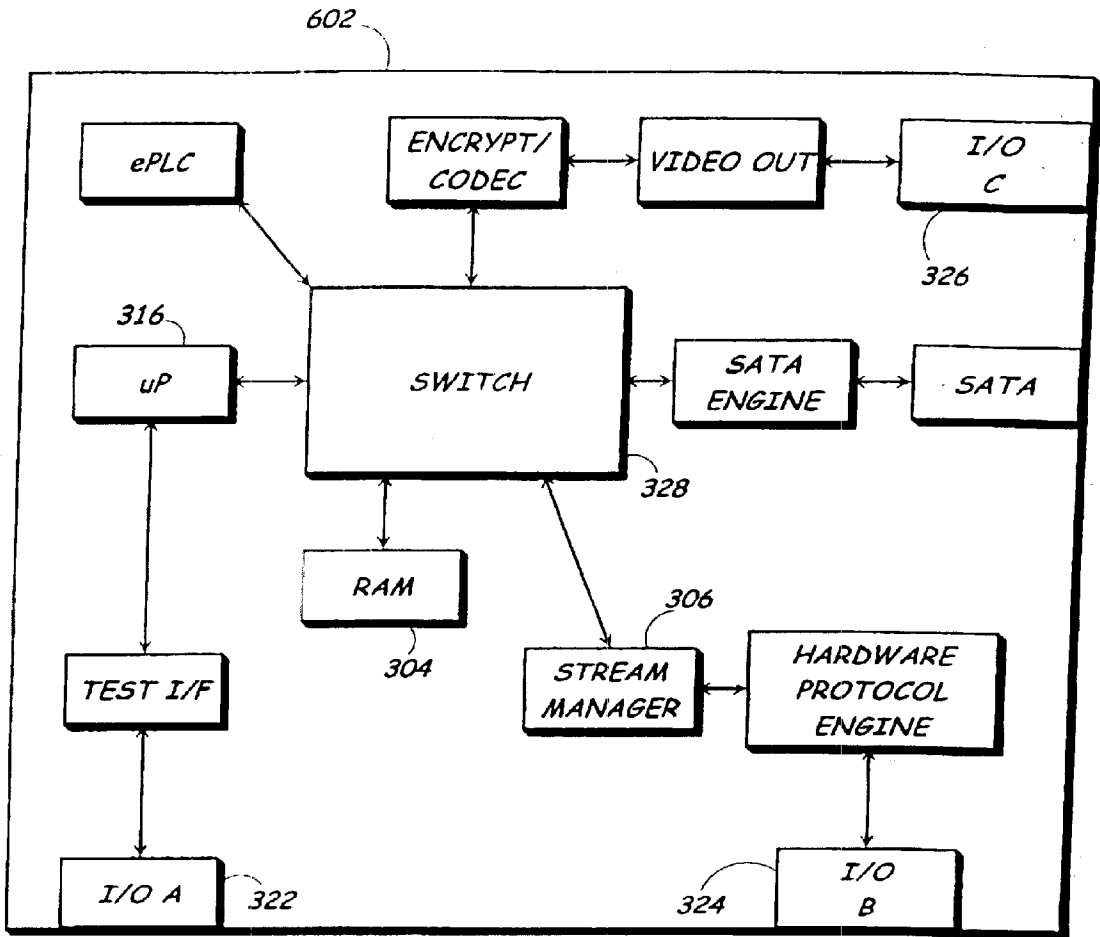 602
ePLC
ENCRYPT/
CODEC
VIDEO OUT
I/O
C
326
316
uP
SWITCH
SATA
ENGINE
SATA
328
RAM
304
306
TEST I/F
STREAM
MANAGER
HARDWARE
PROTOCOL
ENGINE
I/O A
322
324
I/O
B